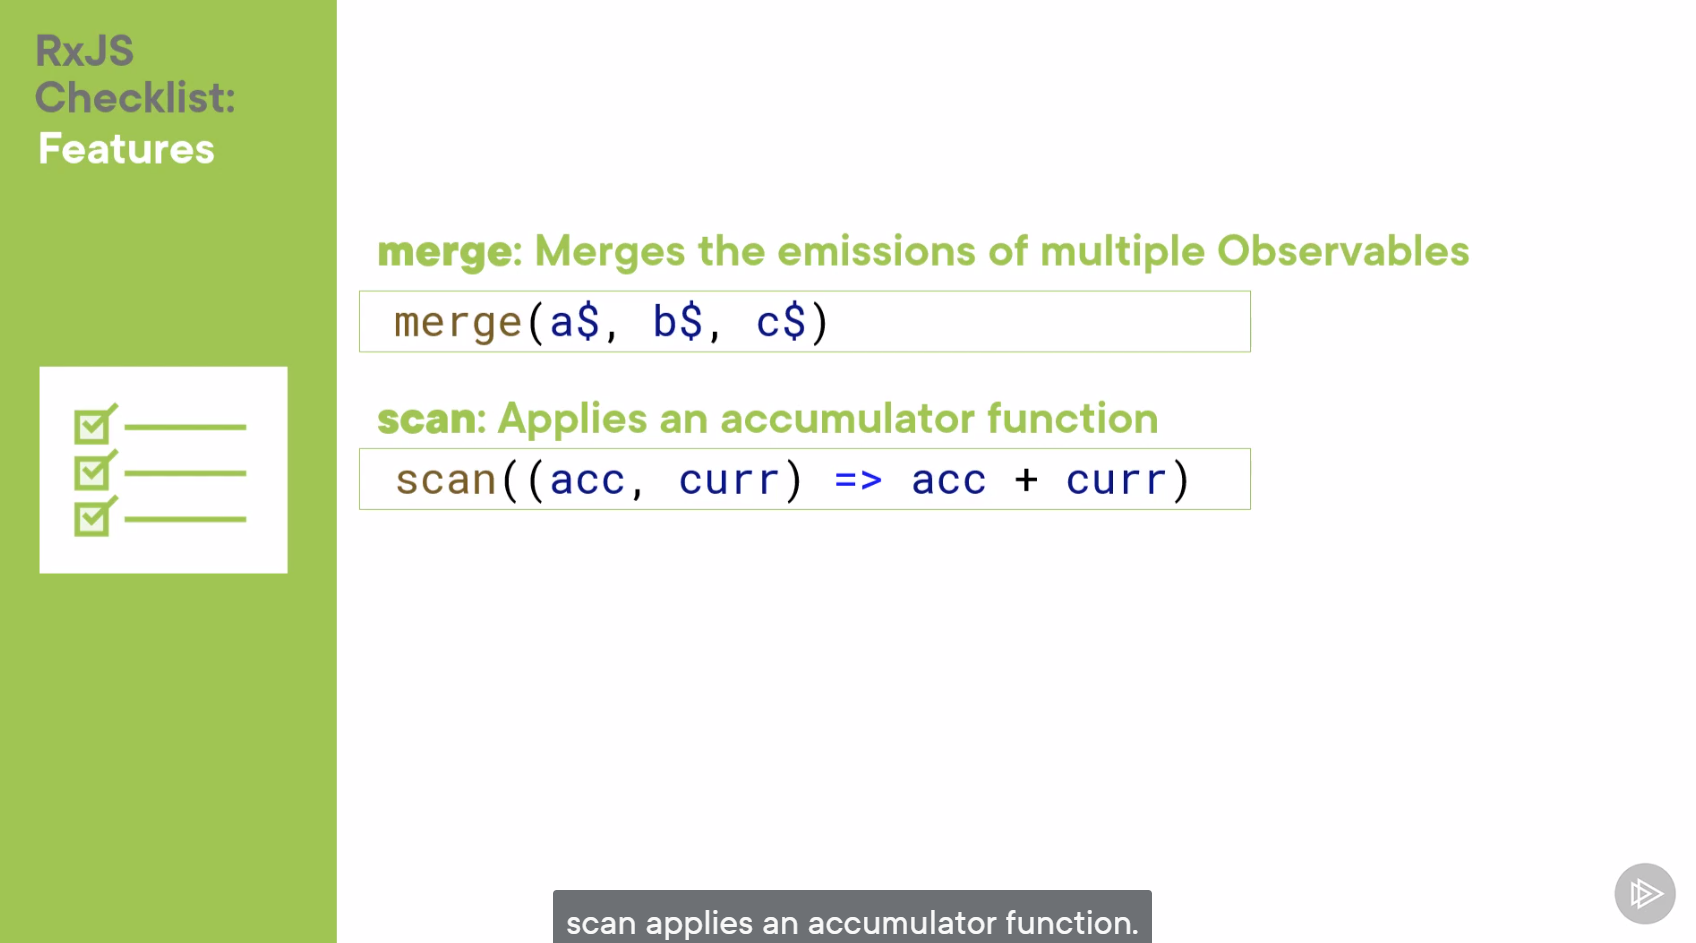 RxJS
Checklist:
Features
merge: Merges the emissions of multiple Observables
merge(a$, b$, c$)
scan: Applies an accumulator function
scan((acc, curr) => acc + curr)
scan applies an accumulator function.